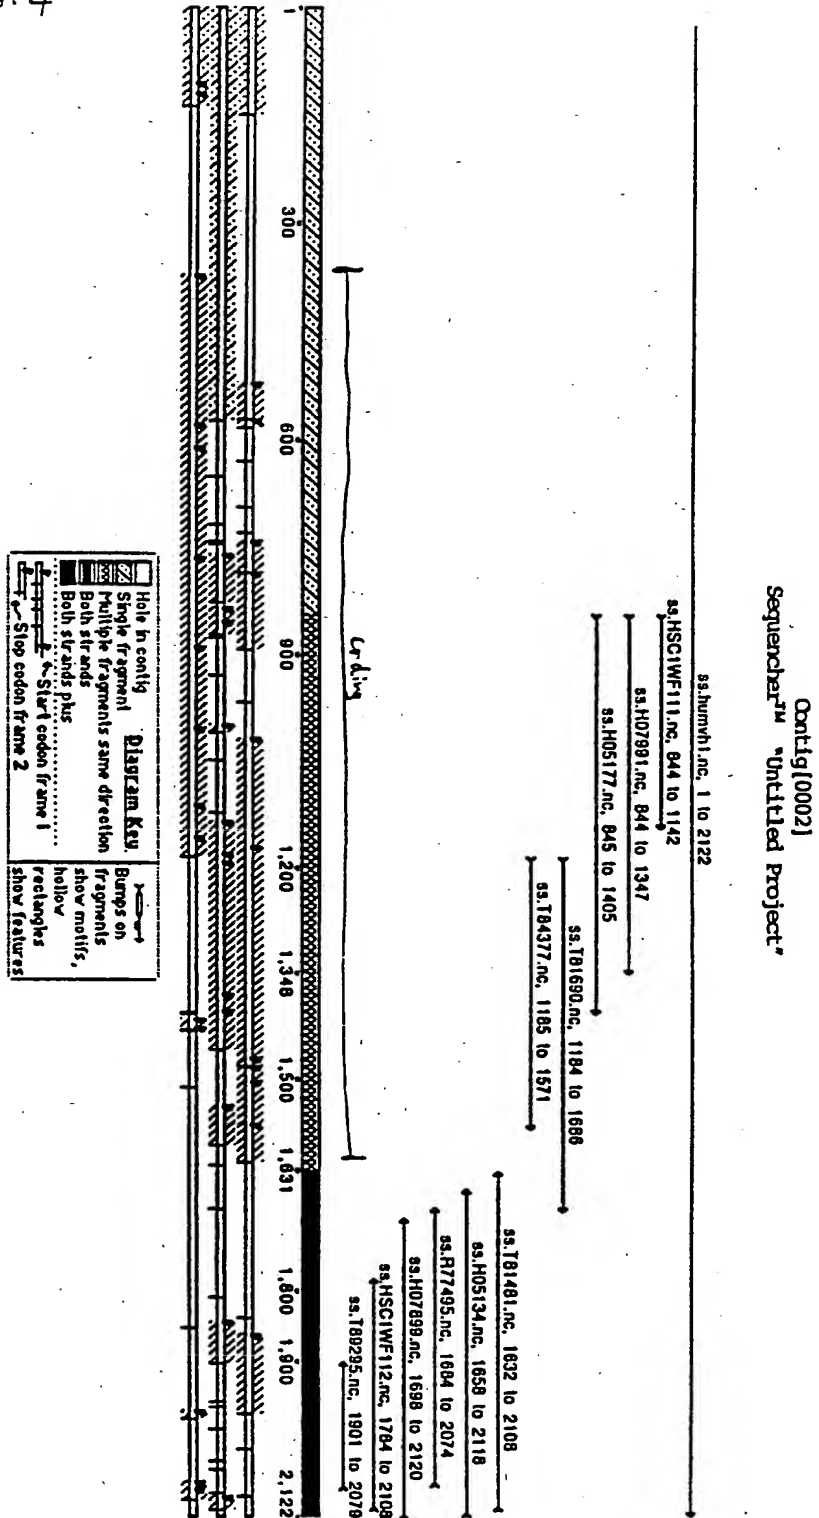 Contig[0002]
Sequencher™ "Untitled Project"
ss.humvh1.nc, 1 to 2122
ss.HSC1WF111.nc, 844 to 1142
ss.H07991.nc, 844 to 1347
ss.H05177.nc, 845 to 1405
ss.T81690.nc, 1184 to 1686
ss.T84377.nc, 1185 to 1571
ss.T81481.nc, 1632 to 2108
ss.H05134.nc, 1658 to 2118
ss.R77495.nc, 1684 to 2074
ss.H07899.nc, 1698 to 2120
ss.HSC1WF112.nc, 1784 to 2108
ss.T89295.nc, 1901 to 2079
Coding
1 300 600 900 1,200 1,348 1,500 1,631 1,800 1,900 2,122
Diagram Key
Hole in contig
Single fragment
Multiple fragments same direction
Both strands
Both strands plus
Start codon frame 1
Stop codon frame 2
Bumps on
fragments
show motifs,
hollow
rectangles
show features